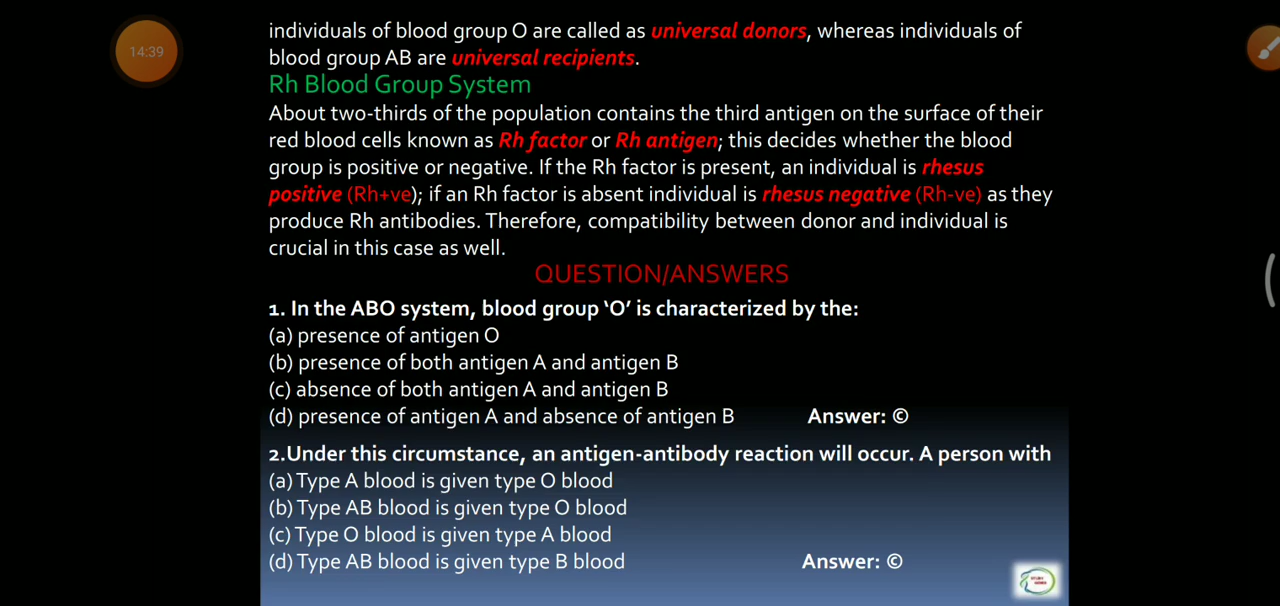 14:39
individuals of blood group O are called as universal donors, whereas individuals of
blood group AB are universal recipients.
Rh Blood Group System
About two-thirds of the population contains the third antigen on the surface of their
red blood cells known as Rh factor or Rh antigen; this decides whether the blood
group is positive or negative. If the Rh factor is present, an individual is rhesus
positive (Rh+ve); if an Rh factor is absent individual is rhesus negative (Rh-ve) as they
produce Rh antibodies. Therefore, compatibility between donor and individual is
crucial in this case as well.
QUESTION/ANSWERS
1. In the ABO system, blood group ‘O’ is characterized by the:
(a) presence of antigen O
(b) presence of both antigen A and antigen B
(c) absence of both antigen A and antigen B
(d) presence of antigen A and absence of antigen B Answer: ©
2.Under this circumstance, an antigen-antibody reaction will occur. A person with
(a) Type A blood is given type O blood
(b) Type AB blood is given type O blood
(c) Type O blood is given type A blood
(d) Type AB blood is given type B blood Answer: ©